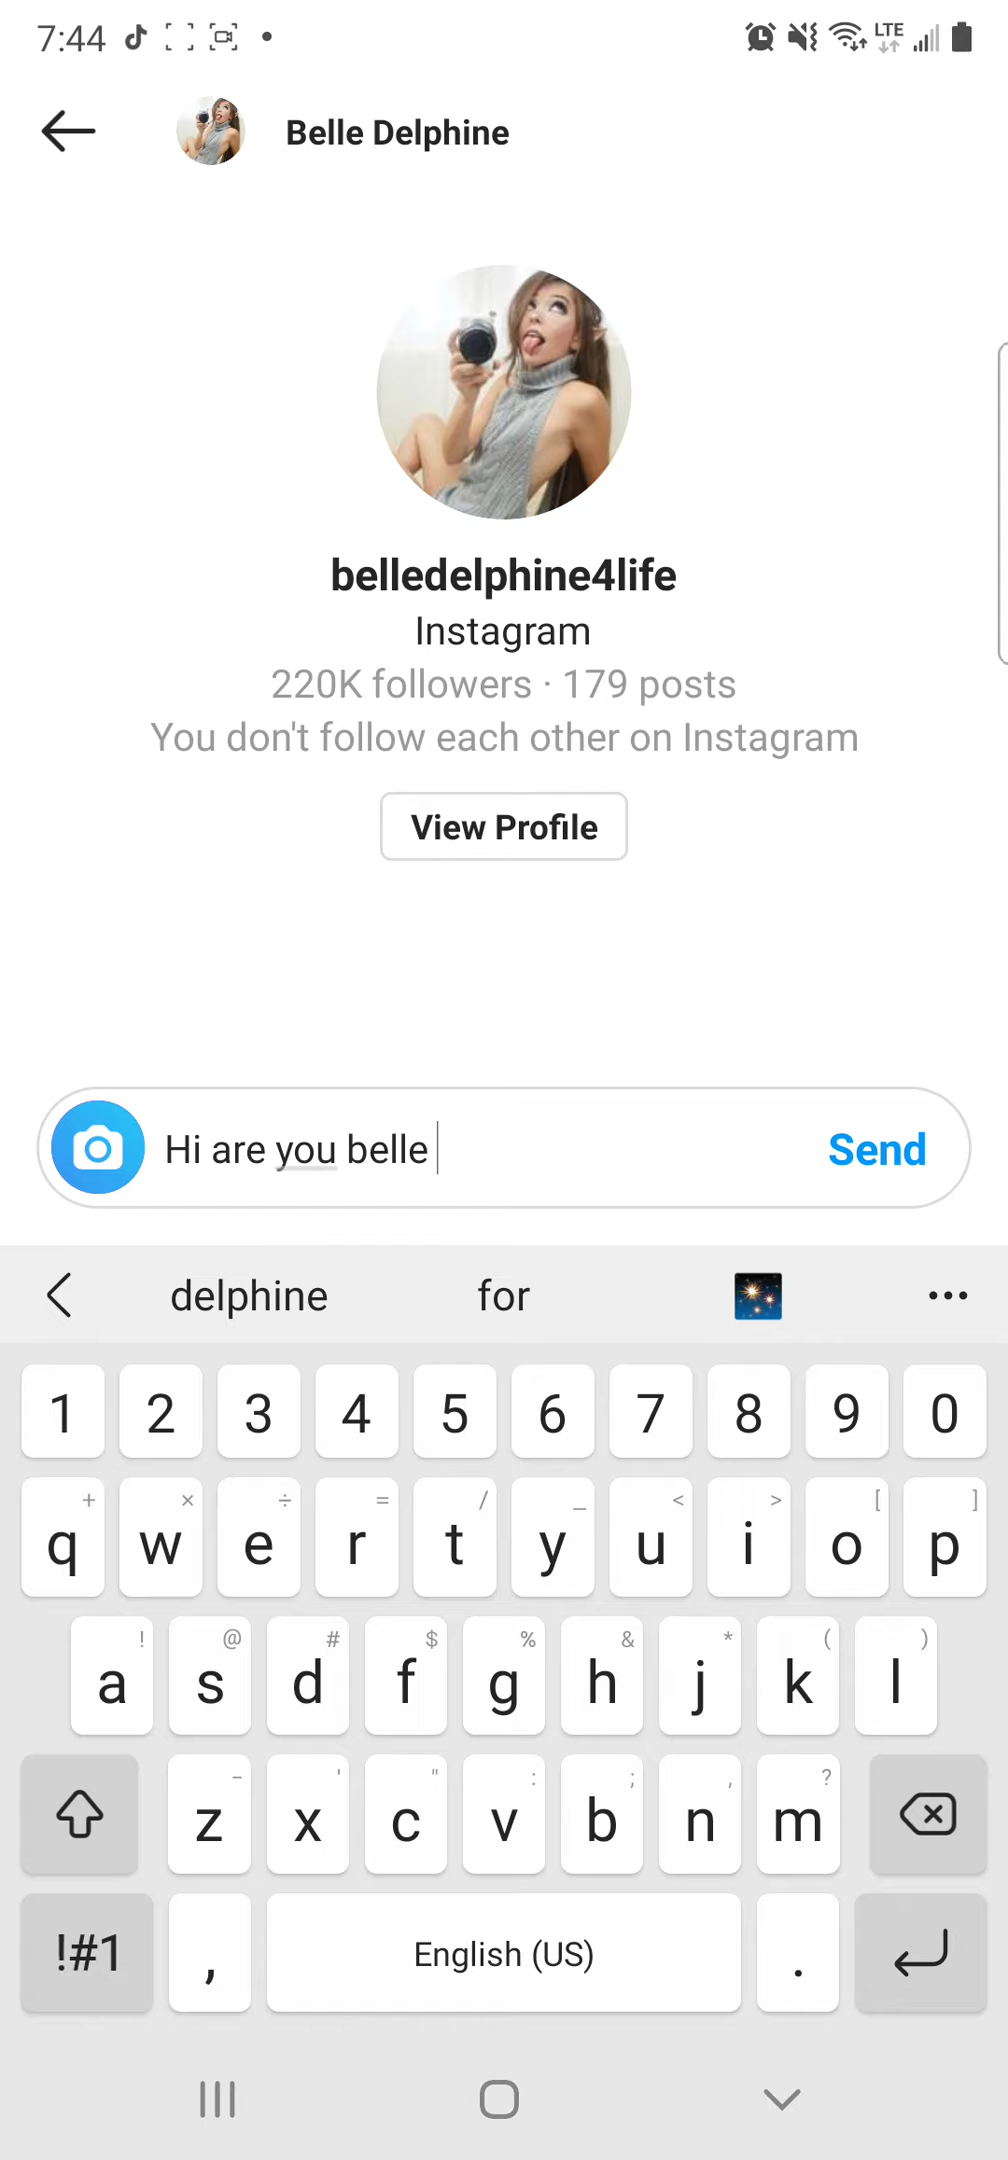 7:44 LTE
Belle Delphine
belledelphine4life
Instagram
220K followers · 179 posts
You don't follow each other on Instagram
View Profile
Hi are you belle Send
delphine for
1 2 3 4 5 6 7 8 9 0
+ × ÷ = / _ < > [ ]
q w e r t y u i o p
! @ # $ % & * ( )
a s d f g h j k l
- ' " : ; , ?
z x c v b n m
!#1 , English (US) .